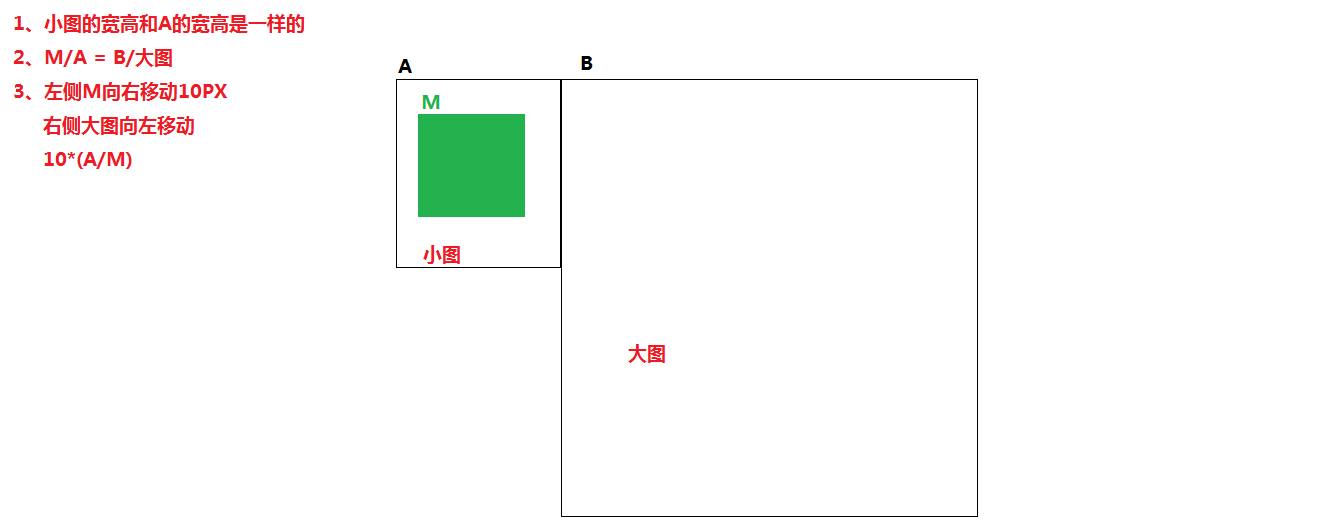 1、小图的宽高和A的宽高是一样的
2、M/A = B/大图
3、左侧M向右移动10PX
右侧大图向左移动
10*(A/M)
A
B
M
小图
大图